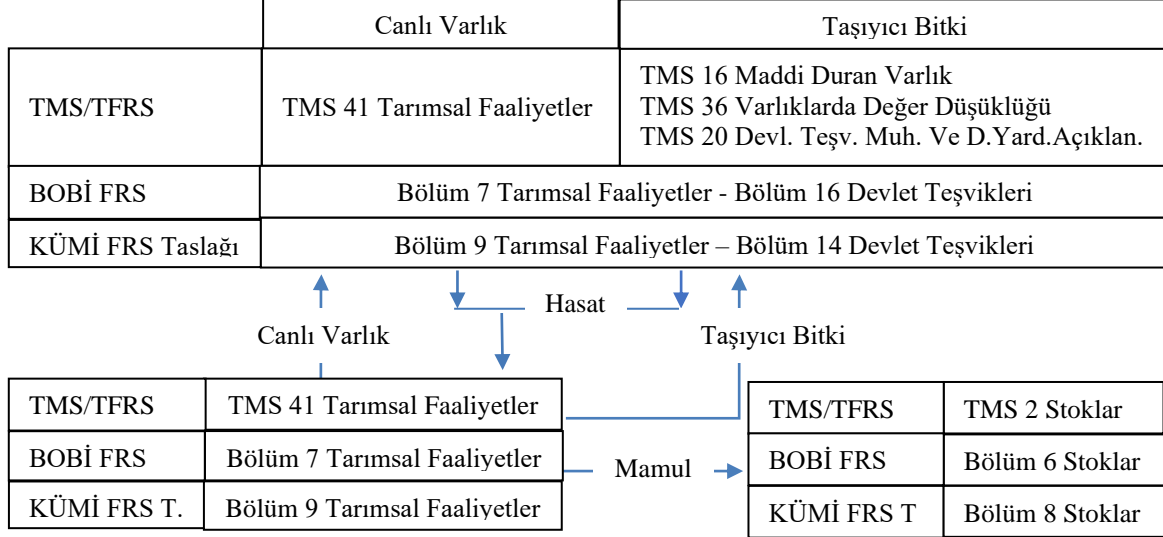 Canlı Varlık Taşıyıcı Bitki
TMS/TFRS TMS 41 Tarımsal Faaliyetler TMS 16 Maddi Duran Varlık
TMS 36 Varlıklarda Değer Düşüklüğü
TMS 20 Devl. Teşv. Muh. Ve D.Yard.Açıklan.
BOBİ FRS Bölüm 7 Tarımsal Faaliyetler - Bölüm 16 Devlet Teşvikleri
KÜMİ FRS Taslağı Bölüm 9 Tarımsal Faaliyetler – Bölüm 14 Devlet Teşvikleri
Hasat
Canlı Varlık Taşıyıcı Bitki
TMS/TFRS TMS 41 Tarımsal Faaliyetler
BOBİ FRS Bölüm 7 Tarımsal Faaliyetler
KÜMİ FRS T. Bölüm 9 Tarımsal Faaliyetler
Mamul
TMS/TFRS TMS 2 Stoklar
BOBİ FRS Bölüm 6 Stoklar
KÜMİ FRS T Bölüm 8 Stoklar